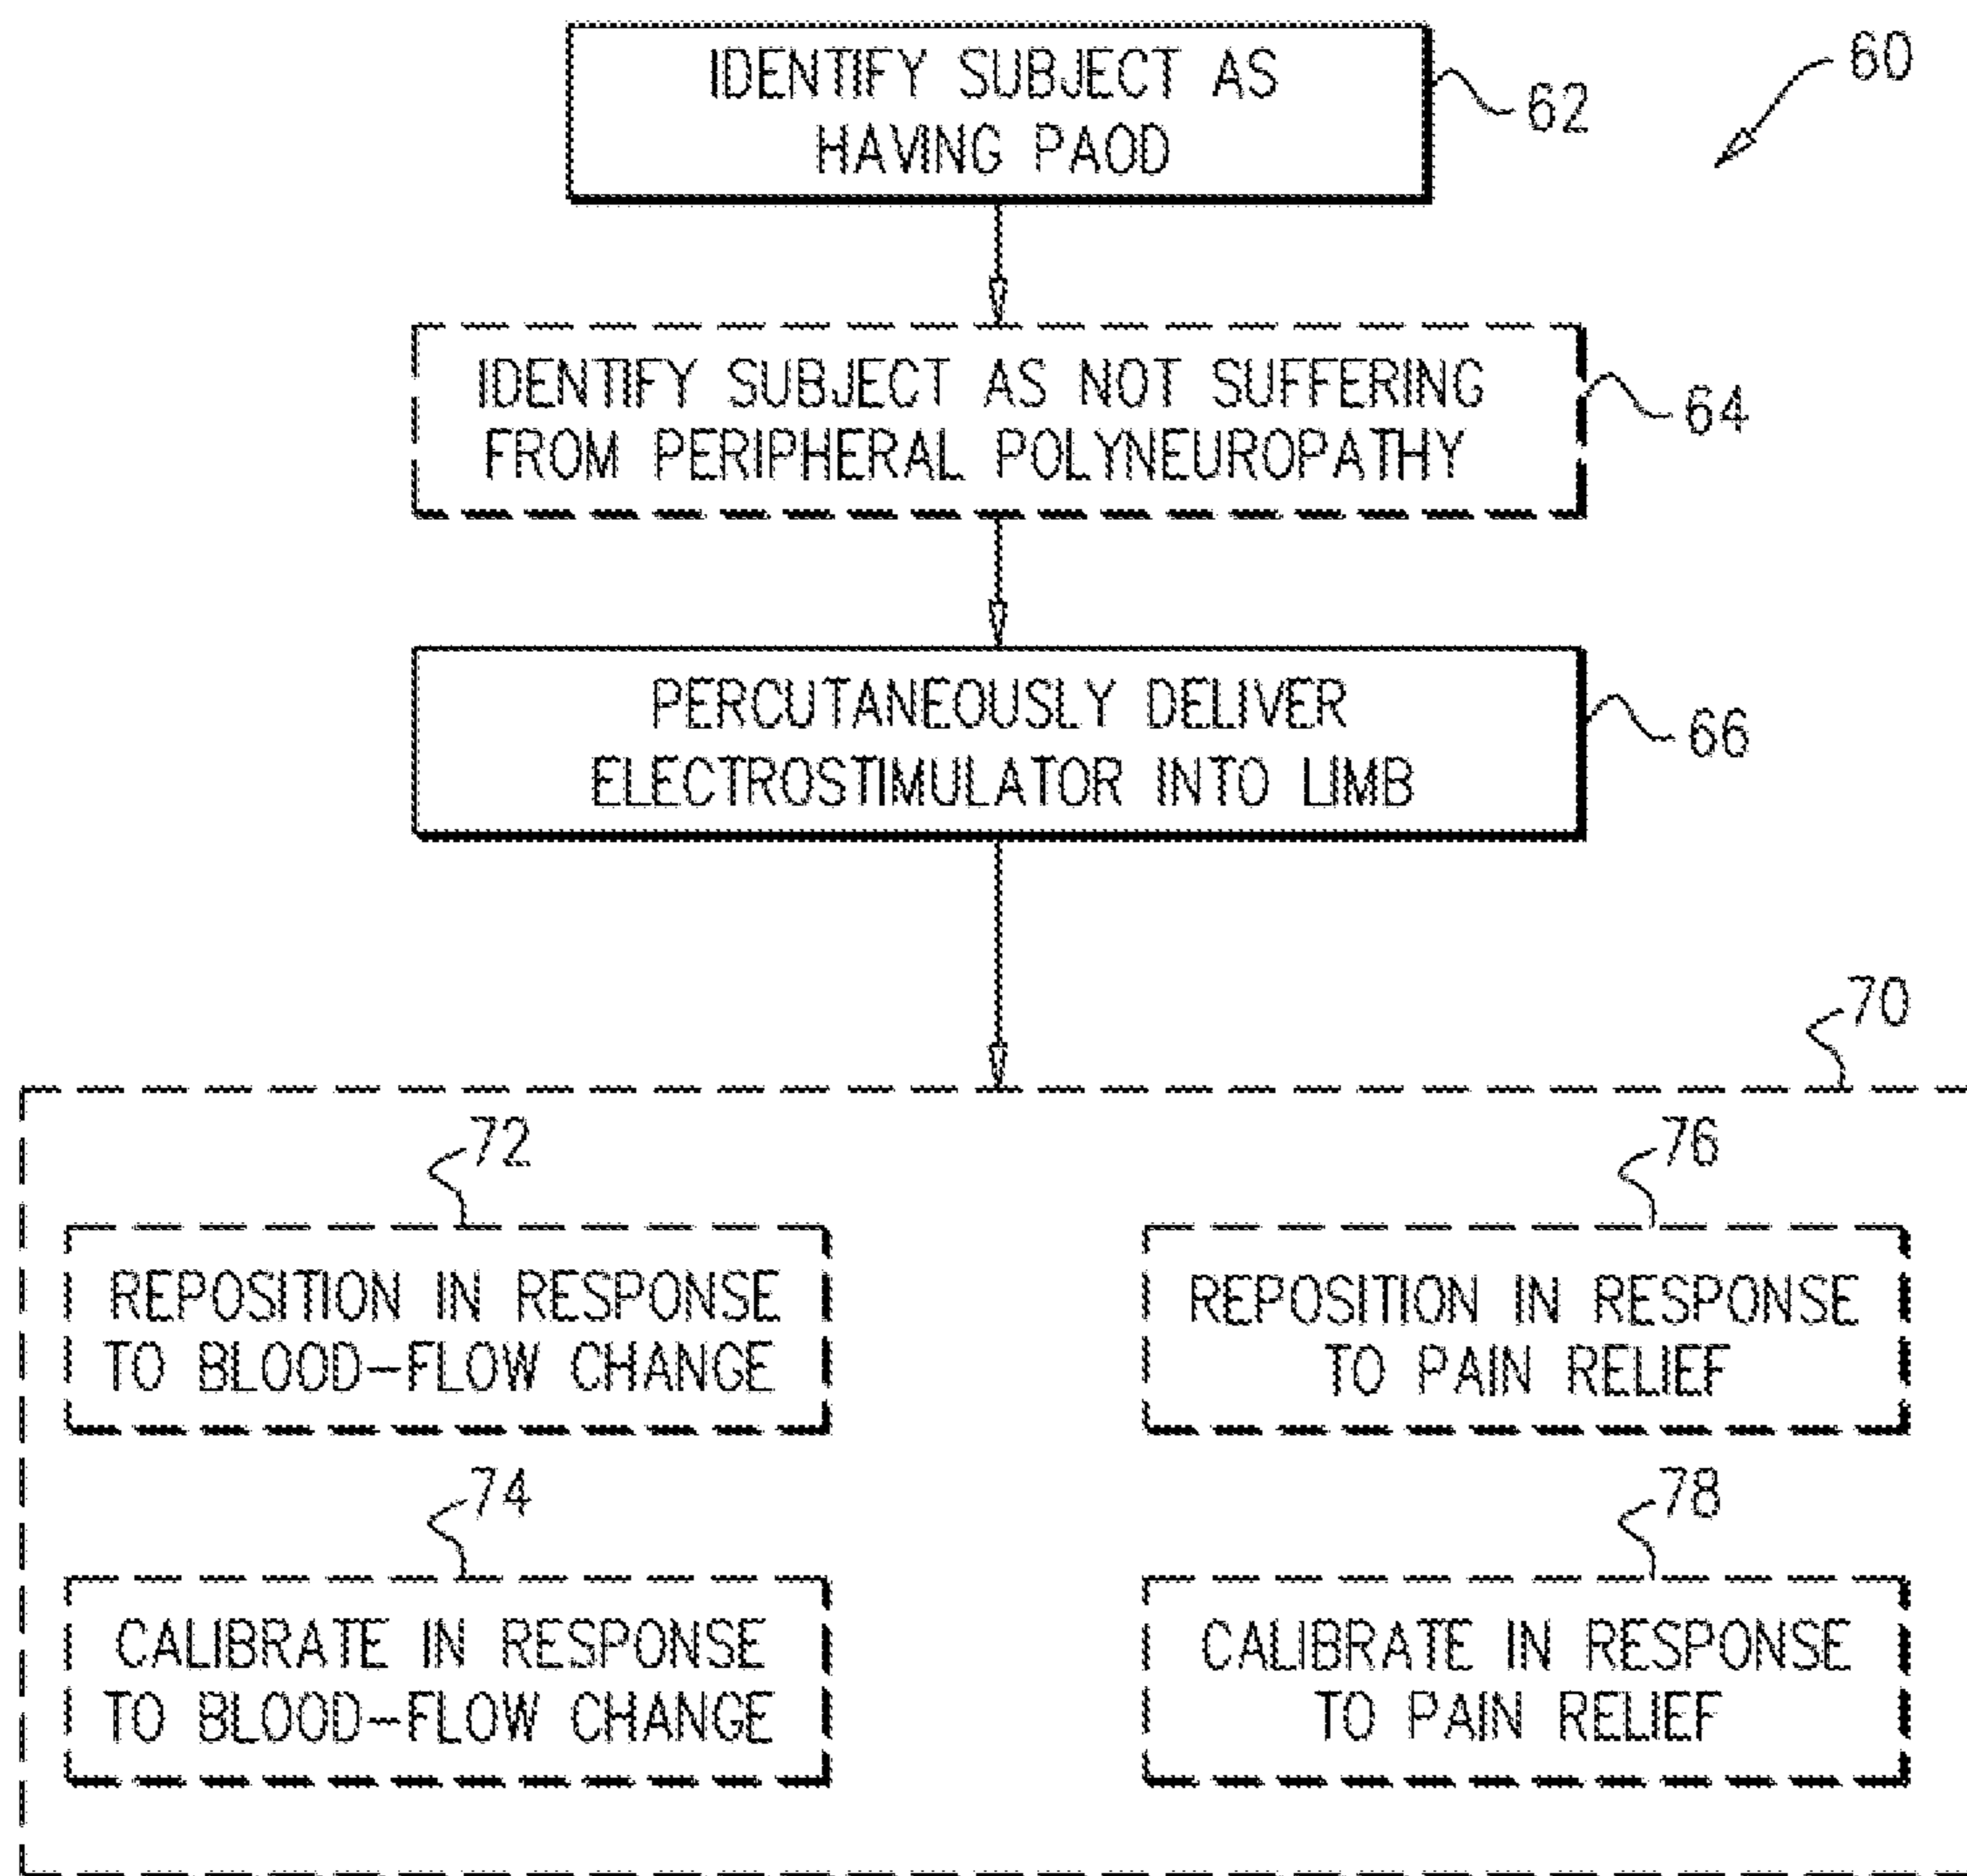 IDENTIFY SUBJECT AS
HAVING PAOD
62
60
IDENTIFY SUBJECT AS NOT SUFFERING
FROM PERIPHERAL POLYNEUROPATHY
64
PERCUTANEOUSLY DELIVER
ELECTROSTIMULATOR INTO LIMB
66
70
72
REPOSITION IN RESPONSE
TO BLOOD-FLOW CHANGE
76
REPOSITION IN RESPONSE
TO PAIN RELIEF
74
CALIBRATE IN RESPONSE
TO BLOOD-FLOW CHANGE
78
CALIBRATE IN RESPONSE
TO PAIN RELIEF